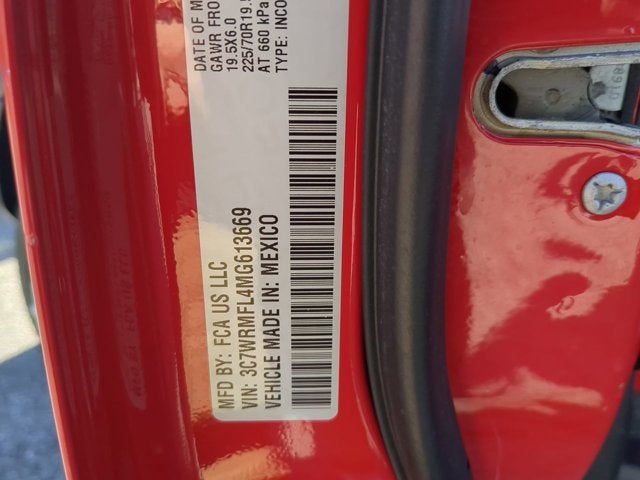 DATE OF M
GAWR FRO
19.5X6.0
225/70R19.5
AT 660 kPa
TYPE: INCO
MFD BY: FCA US LLC
VIN: 3C7WRMFL4MG613669
VEHICLE MADE IN: MEXICO